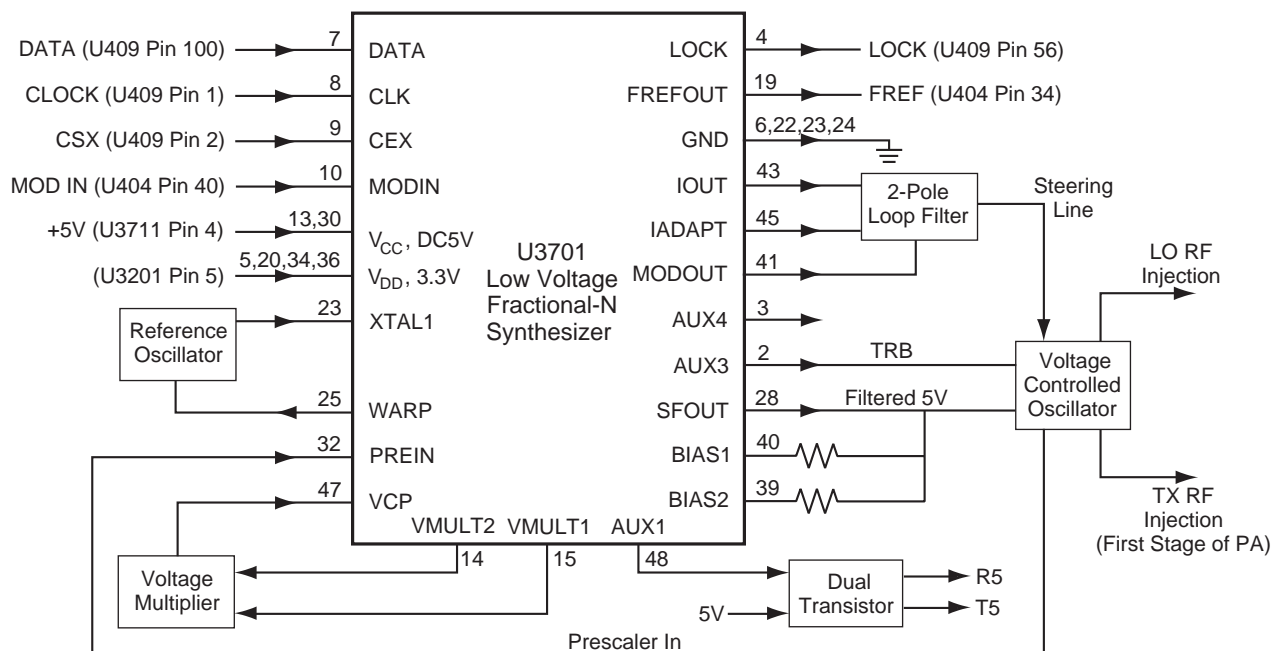 DATA (U409 Pin 100)
7
DATA
CLOCK (U409 Pin 1)
8
CLK
CSX (U409 Pin 2)
9
CEX
MOD IN (U404 Pin 40)
10
MODIN
+5V (U3711 Pin 4)
13,30
VCC, DC5V
(U3201 Pin 5)
5,20,34,36
VDD, 3.3V
Reference
Oscillator
23
XTAL1
25
WARP
32
PREIN
47
VCP
Voltage
Multiplier
VMULT2
14
VMULT1
15
AUX1
48
U3701
Low Voltage
Fractional-N
Synthesizer
LOCK
4
LOCK (U409 Pin 56)
FREFOUT
19
FREF (U404 Pin 34)
GND
6,22,23,24
IOUT
43
IADAPT
45
MODOUT
41
2-Pole
Loop Filter
Steering
Line
AUX3
2
TRB
AUX4
3
SFOUT
28
Filtered 5V
BIAS1
40
BIAS2
39
LO RF
Injection
Voltage
Controlled
Oscillator
TX RF
Injection
(First Stage of PA)
5V
Dual
Transistor
R5
T5
Prescaler In